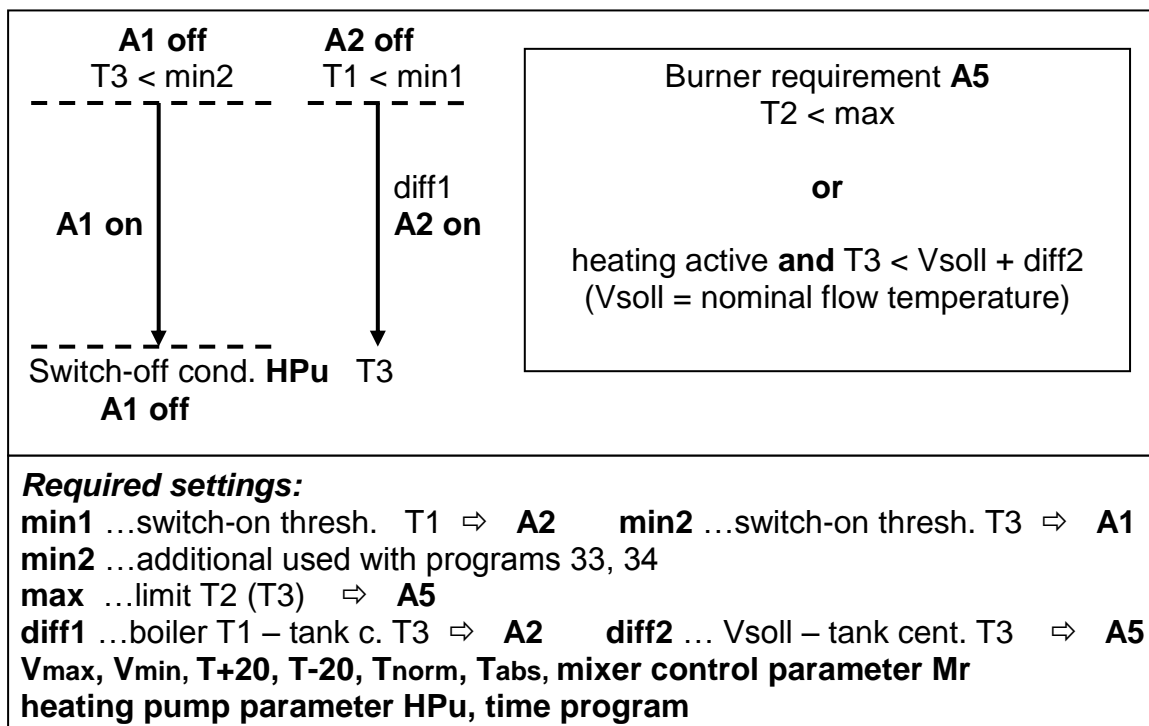 A1 off
T3 < min2
A2 off
T1 < min1
A1 on
diff1
A2 on
Switch-off cond. HPu T3
A1 off
Burner requirement A5
T2 < max
or
heating active and T3 < Vsoll + diff2
(Vsoll = nominal flow temperature)
Required settings:
min1 …switch-on thresh. T1 ⇨ A2 min2 …switch-on thresh. T3 ⇨ A1
min2 …additional used with programs 33, 34
max …limit T2 (T3) ⇨ A5
diff1 …boiler T1 – tank c. T3 ⇨ A2 diff2 … Vsoll – tank cent. T3 ⇨ A5
Vmax, Vmin, T+20, T-20, Tnorm, Tabs, mixer control parameter Mr
heating pump parameter HPu, time program